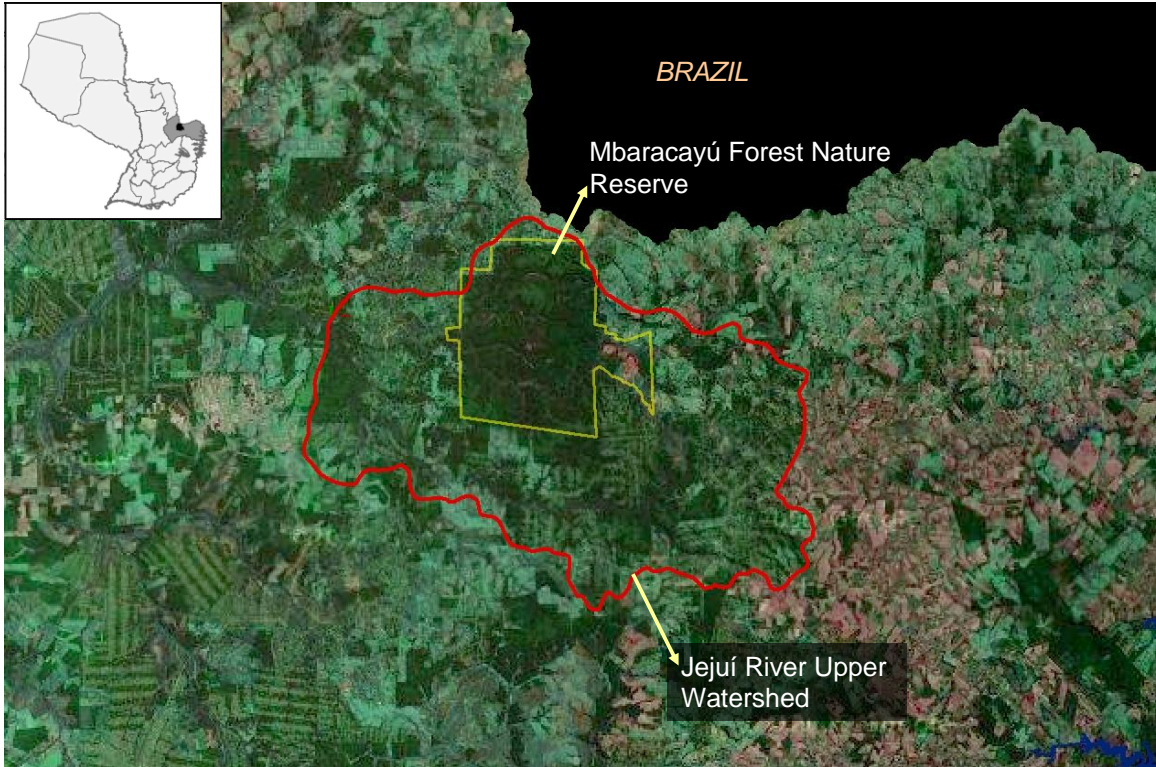 BRAZIL
Mbaracayú Forest Nature
Reserve
Jejuí River Upper
Watershed